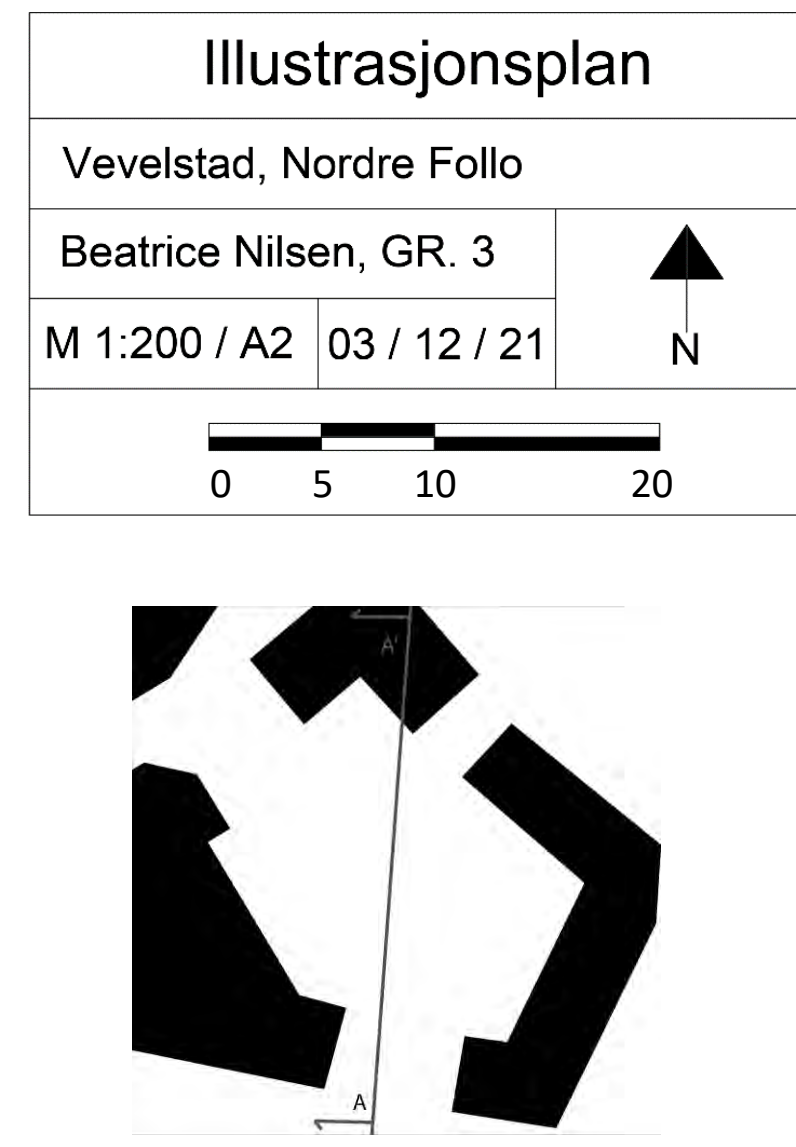 Illustrasjonsplan
Vevelstad, Nordre Follo
Beatrice Nilsen, GR. 3
M 1:200 / A2
03 / 12 / 21
N
0 5 10 20
A'
A